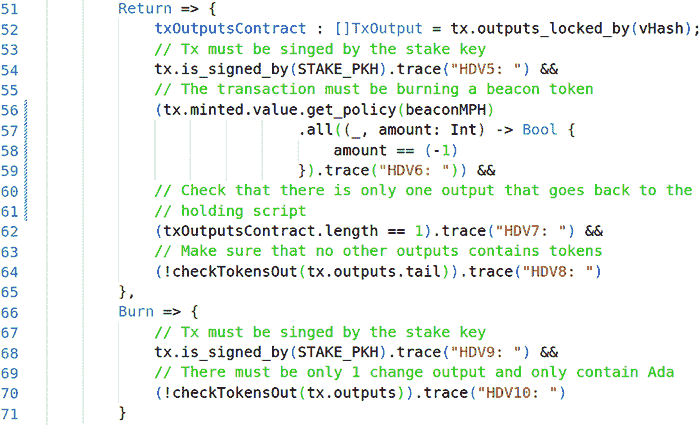 51 Return => {
52 txOutputsContract : []TxOutput = tx.outputs_locked_by(vHash);
53 // Tx must be singed by the stake key
54 tx.is_signed_by(STAKE_PKH).trace("HDV5: ") &&
55 // The transaction must be burning a beacon token
56 (tx.minted.value.get_policy(beaconMPH)
57 .all((_, amount: Int) -> Bool {
58 amount == (-1)
59 }).trace("HDV6: ")) &&
60 // Check that there is only one output that goes back to the
61 // holding script
62 (txOutputsContract.length == 1).trace("HDV7: ") &&
63 // Make sure that no other outputs contains tokens
64 (!checkTokensOut(tx.outputs.tail)).trace("HDV8: ")
65 },
66 Burn => {
67 // Tx must be singed by the stake key
68 tx.is_signed_by(STAKE_PKH).trace("HDV9: ") &&
69 // There must be only 1 change output and only contain Ada
70 (!checkTokensOut(tx.outputs)).trace("HDV10: ")
71 }